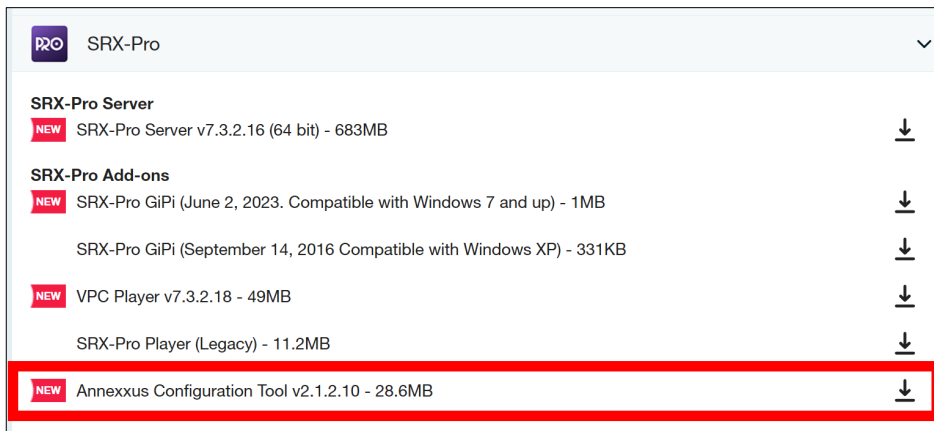 PRO SRX-Pro
SRX-Pro Server
NEW SRX-Pro Server v7.3.2.16 (64 bit) - 683MB
SRX-Pro Add-ons
NEW SRX-Pro GiPi (June 2, 2023. Compatible with Windows 7 and up) - 1MB
SRX-Pro GiPi (September 14, 2016 Compatible with Windows XP) - 331KB
NEW VPC Player v7.3.2.18 - 49MB
SRX-Pro Player (Legacy) - 11.2MB
NEW Annexxus Configuration Tool v2.1.2.10 - 28.6MB